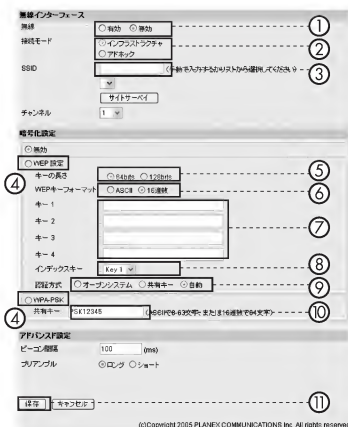 無線インターフェース
無線 有効 無効 ①
接続モード インフラストラクチャ ②
アドホック
SSID (手動で入力するかリストから選択してください) ③
サイトサーベイ
チャンネル 1
暗号化設定
無効
④ WEP 設定
キーの長さ 64bits 128bits ⑤
WEPキーフォーマット ASCII 16進数 ⑥
キー 1
キー 2 ⑦
キー 3
キー 4
インデックスキー Key 1 ⑧
認証方式 オープンシステム 共有キー 自動 ⑨
WPA-PSK
④ 共有キー PSK12345 (ASCIIで8-63文字、または16進数で64文字) ⑩
アドバンスド設定
ビーコン間隔 100 (ms)
プリアンブル ロング ショート
保存 キャンセル ⑪
(c)Copyright 2005 PLANEX COMMUNICATIONS Inc. All rights reserved